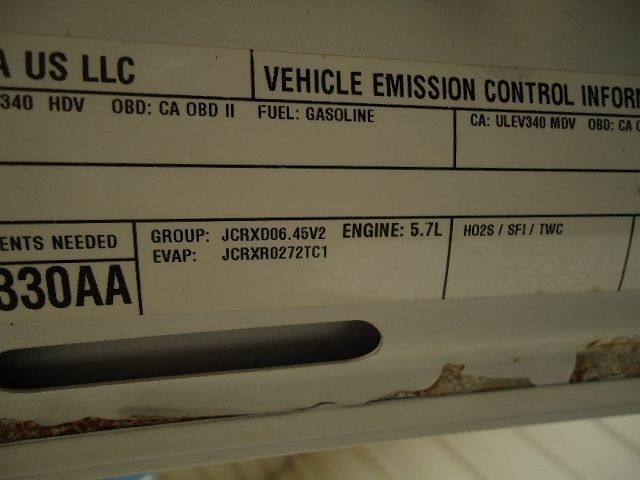 A US LLC
VEHICLE EMISSION CONTROL INFOR
340 HDV OBD: CA OBD II FUEL: GASOLINE
CA: ULEV340 MDV OBD: CA
ENTS NEEDED
330AA
GROUP: JCRXD06.45V2 ENGINE: 5.7L
EVAP: JCRXR0272TC1
HO2S / SFI / TWC